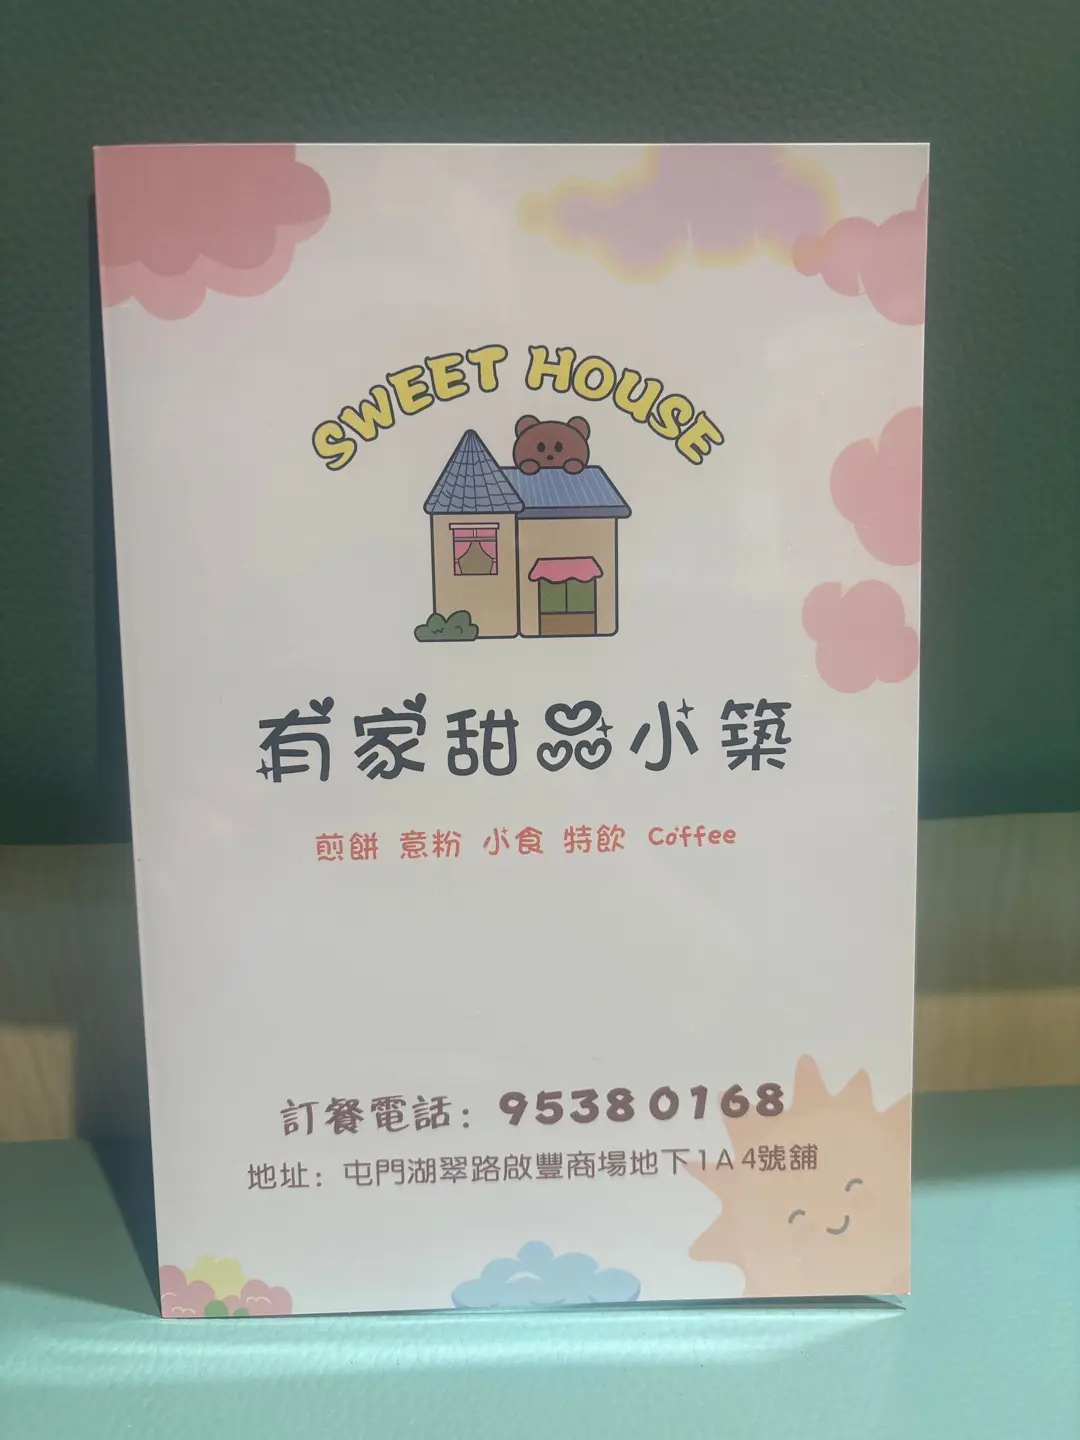 SWEET HOUSE
有家甜品小築
煎餅 意粉 小食 特飲 Coffee
訂餐電話：95380168
地址：屯門湖翠路啟豐商場地下1A4號舖